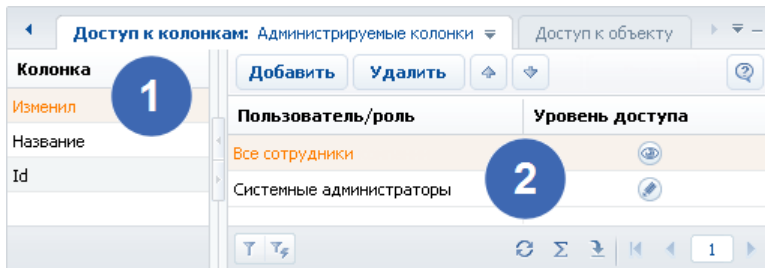 Доступ к колонкам: Администрируемые колонки Доступ к объекту
Колонка
Добавить Удалить
Изменил
Название
Id
1
Пользователь/роль Уровень доступа
Все сотрудники
Системные администраторы
2
Σ 1